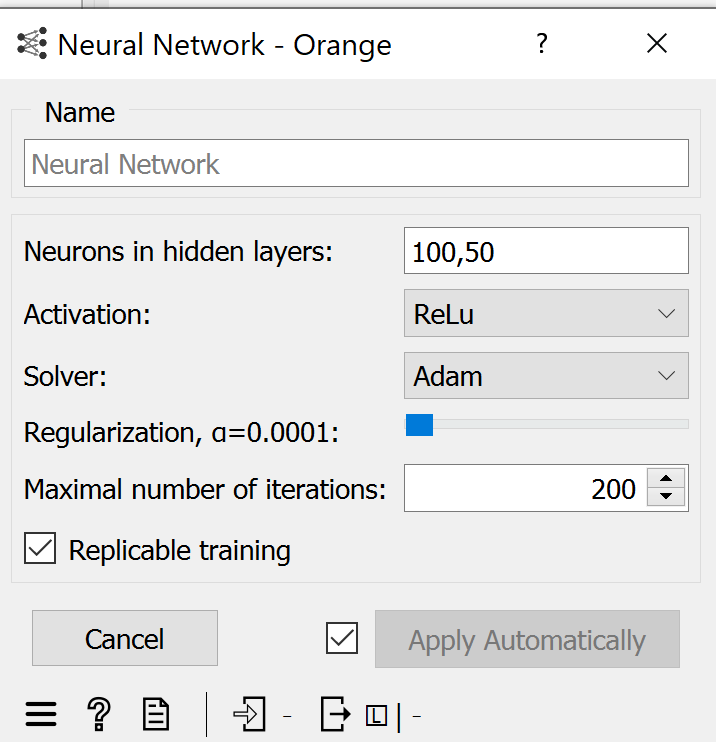 Neural Network - Orange ?
Name
Neural Network
Neurons in hidden layers: 100,50
Activation: ReLu
Solver: Adam
Regularization, α=0.0001:
Maximal number of iterations: 200
Replicable training
Cancel Apply Automatically
? - L | -